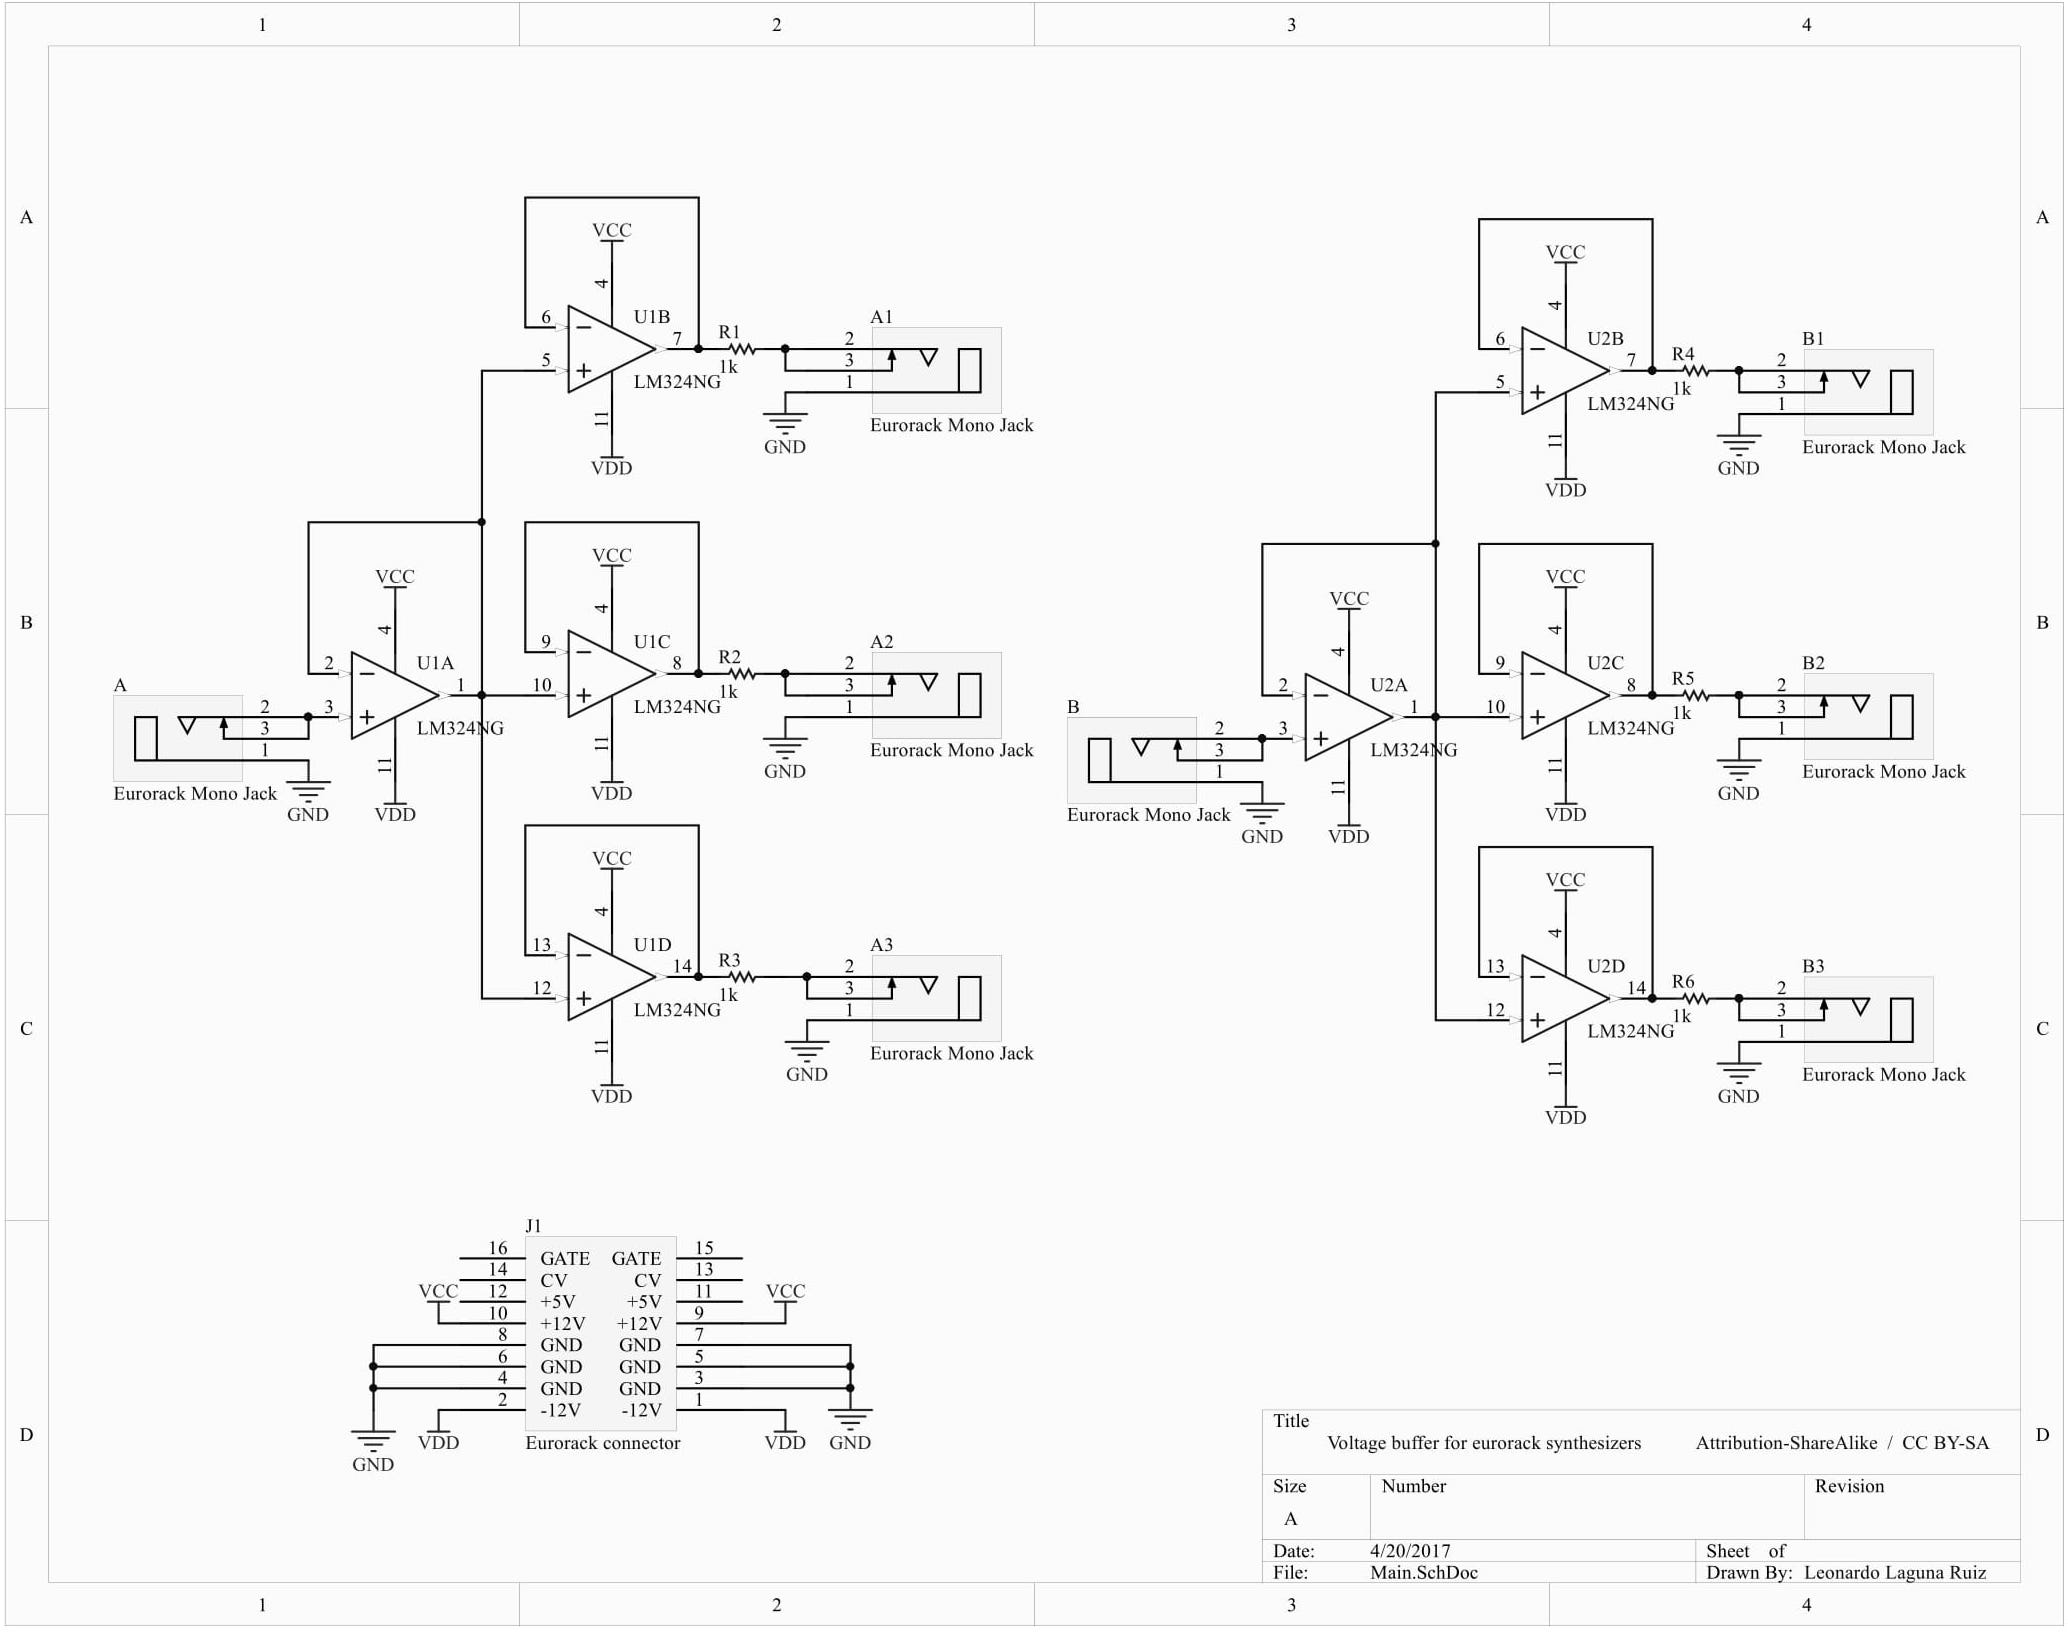 1 2 3 4
A A
VCC
4
6
U1B
7
R1
1k
5
LM324NG
11
VDD
A1
2
3
1
GND
Eurorack Mono Jack
VCC
4
6
U2B
7
R4
1k
5
LM324NG
11
VDD
B1
2
3
1
GND
Eurorack Mono Jack
B B
A
2
3
1
Eurorack Mono Jack
GND
VCC
4
2
3
U1A
1
LM324NG
11
VDD
VCC
4
9
U1C
8
R2
1k
10
LM324NG
11
VDD
A2
2
3
1
GND
Eurorack Mono Jack
B
2
3
1
Eurorack Mono Jack
GND
VCC
4
2
3
U2A
1
LM324NG
11
VDD
VCC
4
9
U2C
8
R5
1k
10
LM324NG
11
VDD
B2
2
3
1
GND
Eurorack Mono Jack
C C
VCC
4
13
U1D
14
R3
1k
12
LM324NG
11
VDD
A3
2
3
1
GND
Eurorack Mono Jack
VCC
4
13
U2D
14
R6
1k
12
LM324NG
11
VDD
B3
2
3
1
GND
Eurorack Mono Jack
D D
J1
16 GATE GATE 15
14 CV CV 13
VCC 12 +5V +5V 11 VCC
10 +12V +12V 9
8 GND GND 7
6 GND GND 5
4 GND GND 3
2 -12V -12V 1
VDD Eurorack connector VDD GND
GND
Title
Voltage buffer for eurorack synthesizers Attribution-ShareAlike / CC BY-SA
Size Number Revision
A
Date: 4/20/2017 Sheet of
File: Main.SchDoc Drawn By: Leonardo Laguna Ruiz
1 2 3 4